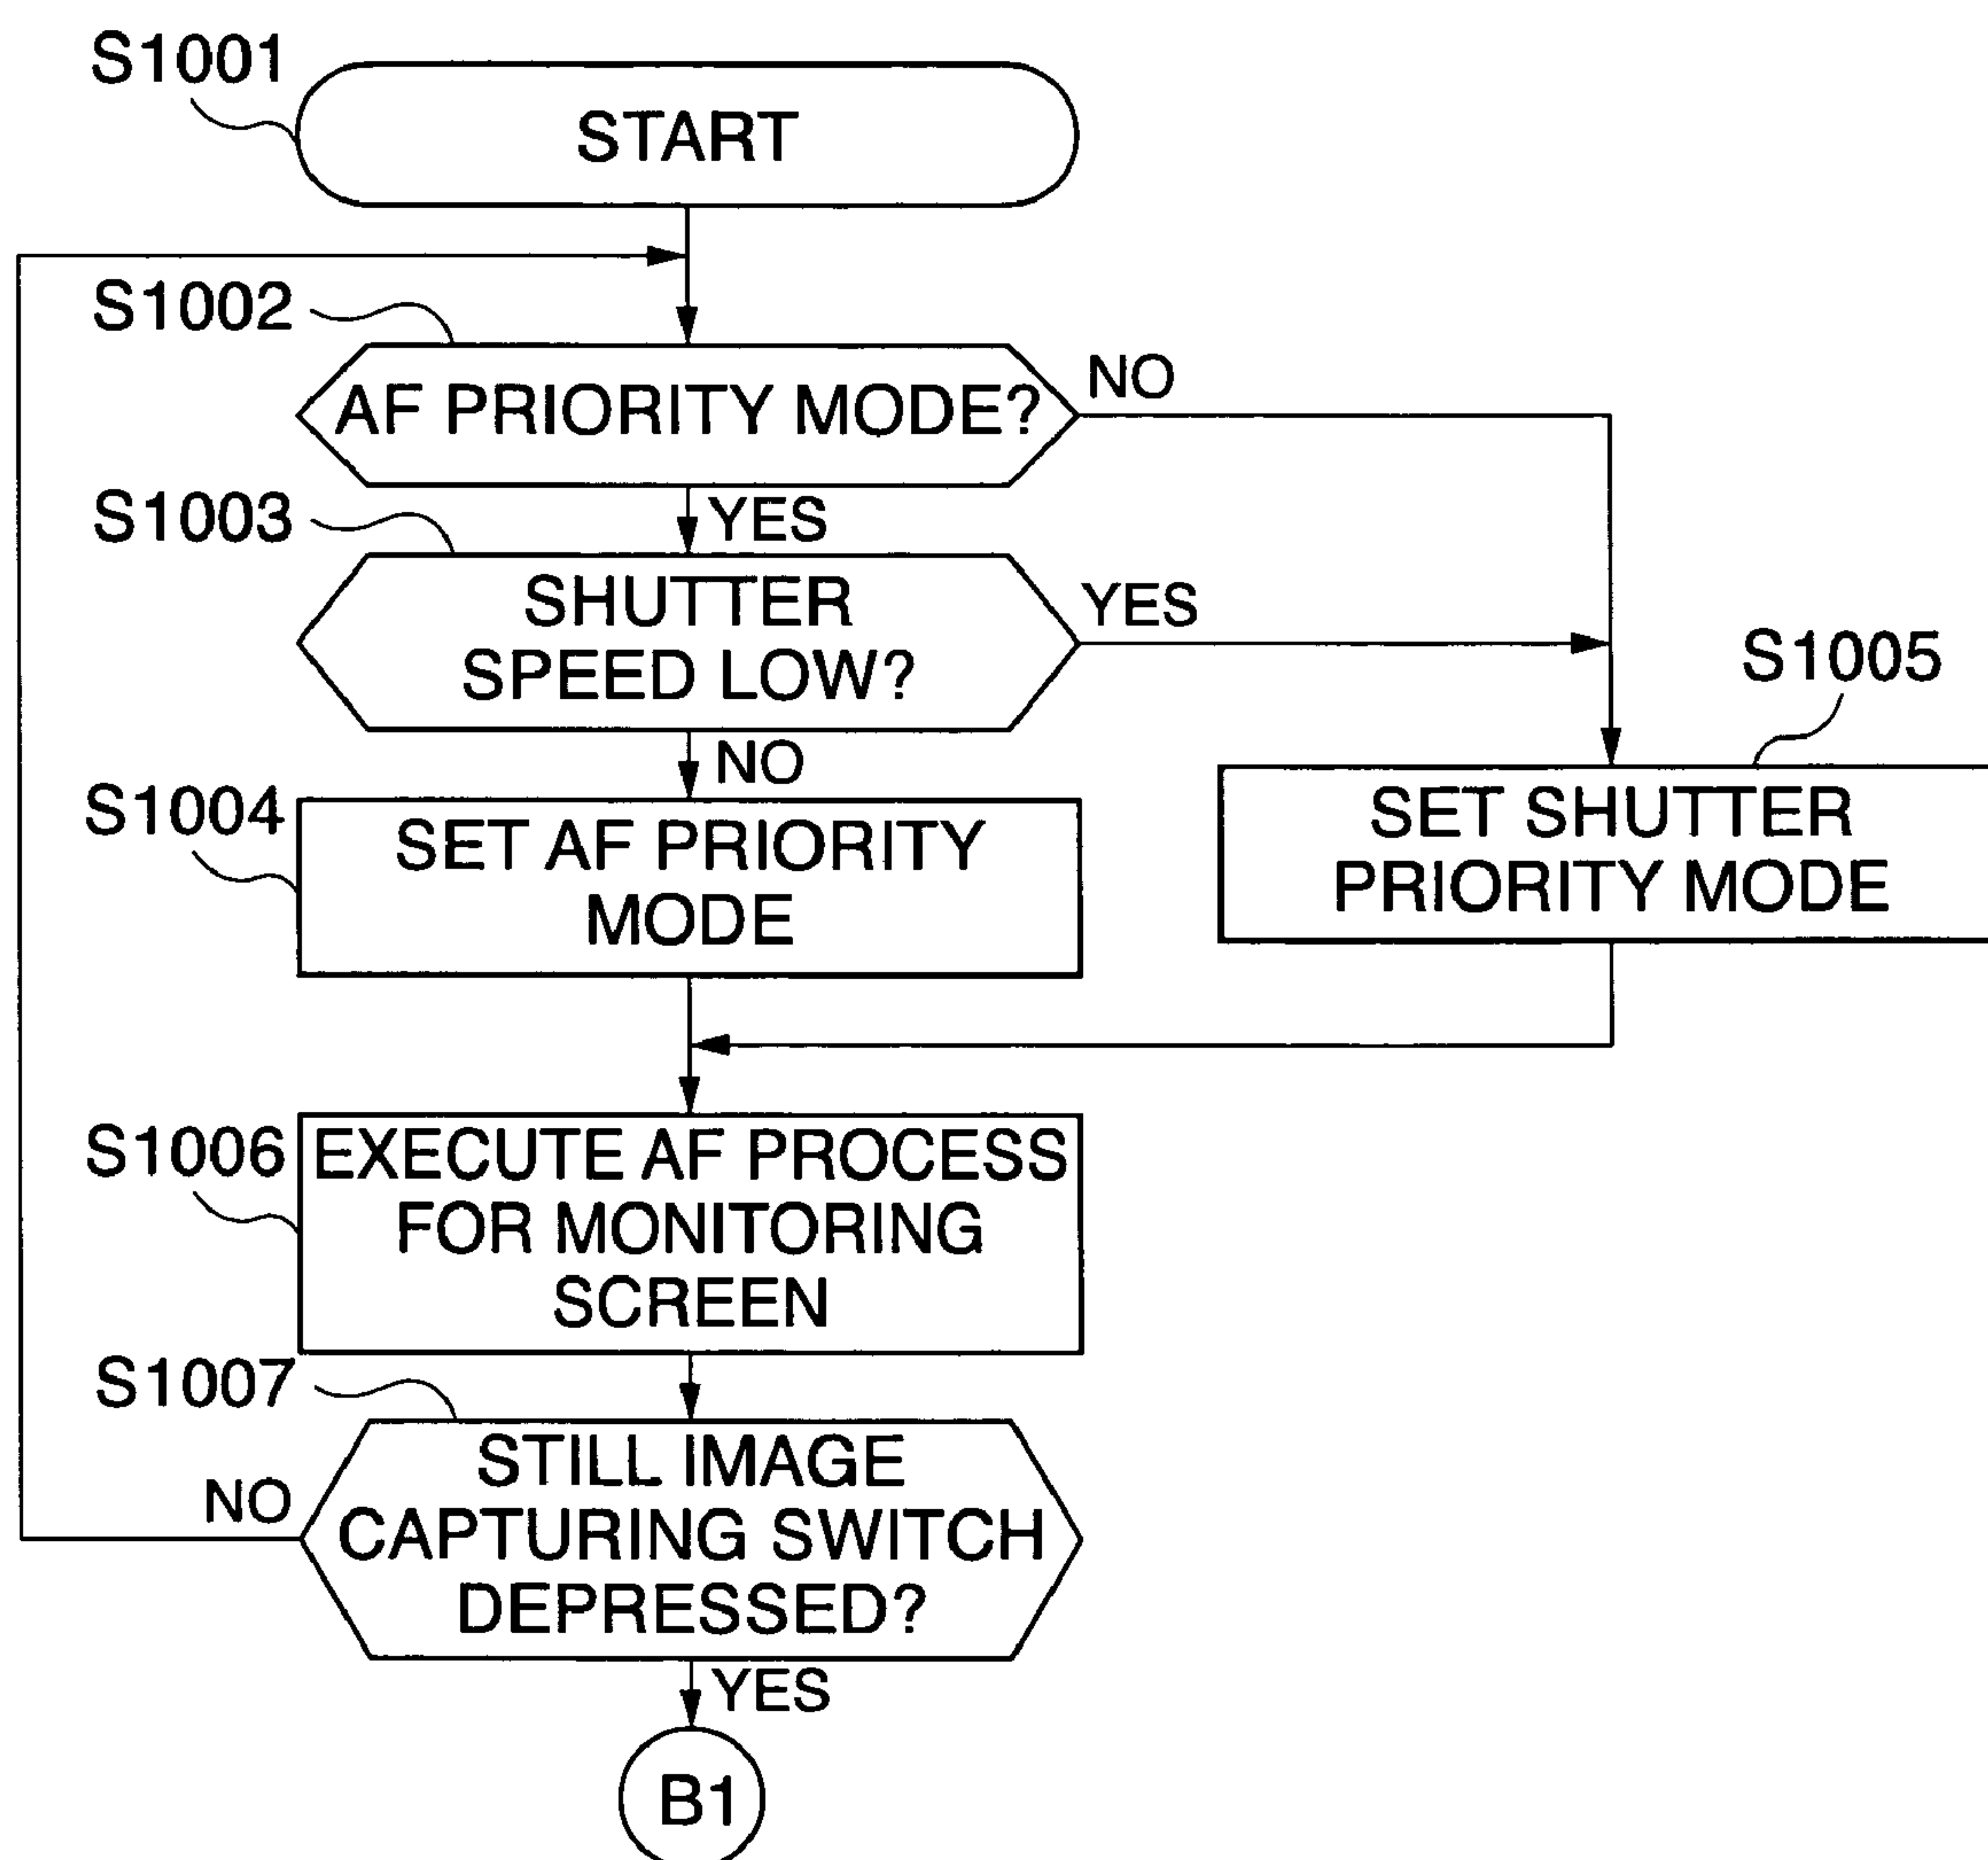 S1001
START
S1002
AF PRIORITY MODE?
NO
YES
S1003
SHUTTER
SPEED LOW?
YES
NO
S1004
SET AF PRIORITY
MODE
S1005
SET SHUTTER
PRIORITY MODE
S1006
EXECUTE AF PROCESS
FOR MONITORING
SCREEN
S1007
STILL IMAGE
CAPTURING SWITCH
DEPRESSED?
NO
YES
B1